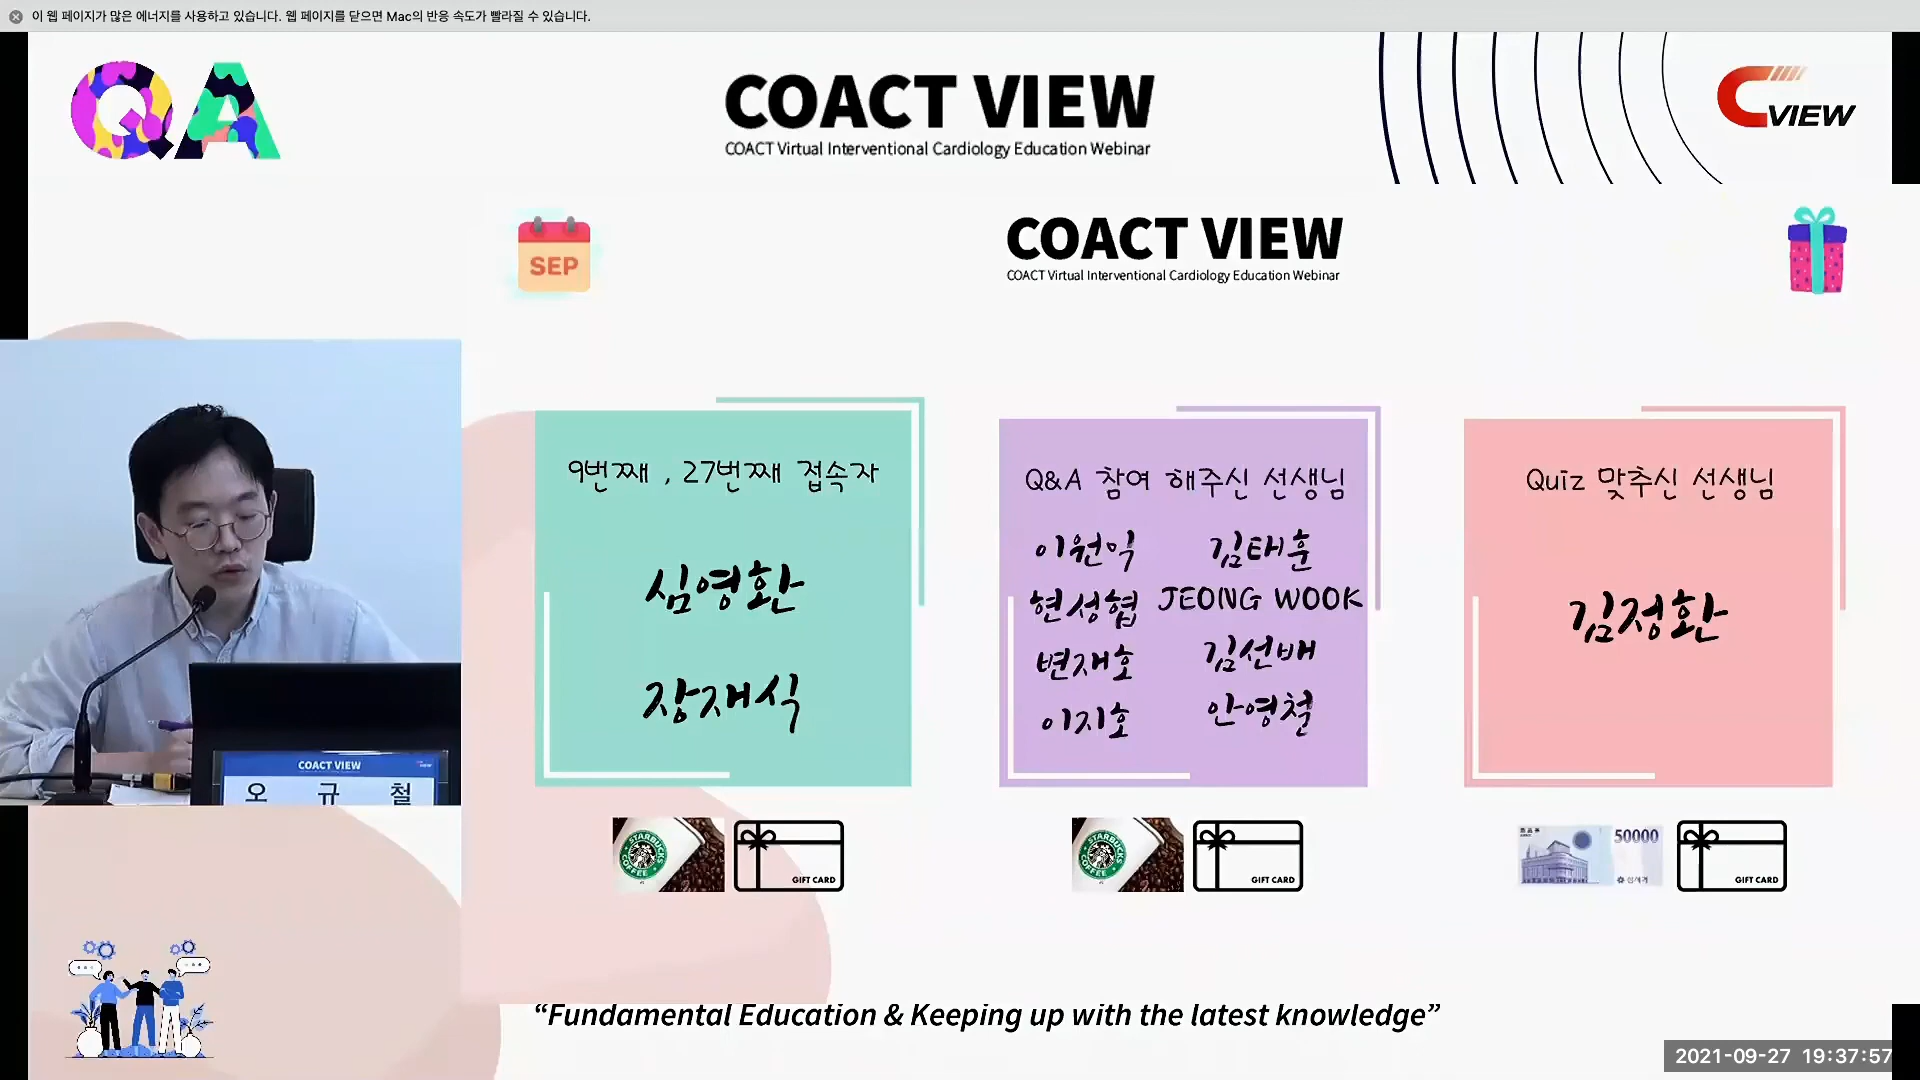 이 웹 페이지가 많은 에너지를 사용하고 있습니다. 웹 페이지를 닫으면 Mac의 반응 속도가 빨라질 수 있습니다.
QA
COACT VIEW
COACT Virtual Interventional Cardiology Education Webinar
CVIEW
SEP
COACT VIEW
COACT Virtual Interventional Cardiology Education Webinar
9번째 , 27번째 접속자
심영환
장재식
Q&A 참여 해주신 선생님
이원익 김태훈
현성협 JEONG WOOK
변재호 김선배
이지호 안영철
Quiz 맞추신 선생님
김정환
COACT VIEW
오 규 철
STARBUCKS COFFEE
GIFT CARD
STARBUCKS COFFEE
GIFT CARD
50000
GIFT CARD
“Fundamental Education & Keeping up with the latest knowledge”
2021-09-27 19:37:57